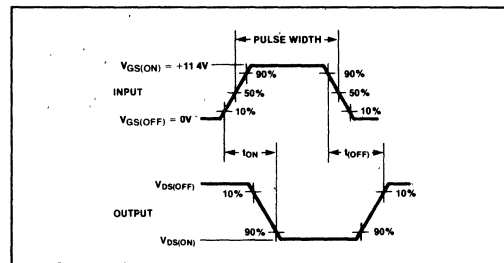 PULSE WIDTH
VGS(ON) = +11 4V
90%
90%
INPUT
50%
50%
10%
10%
VGS(OFF) = 0V
tON
t(OFF)
VDS(OFF)
10%
10%
OUTPUT
90%
90%
VDS(ON)